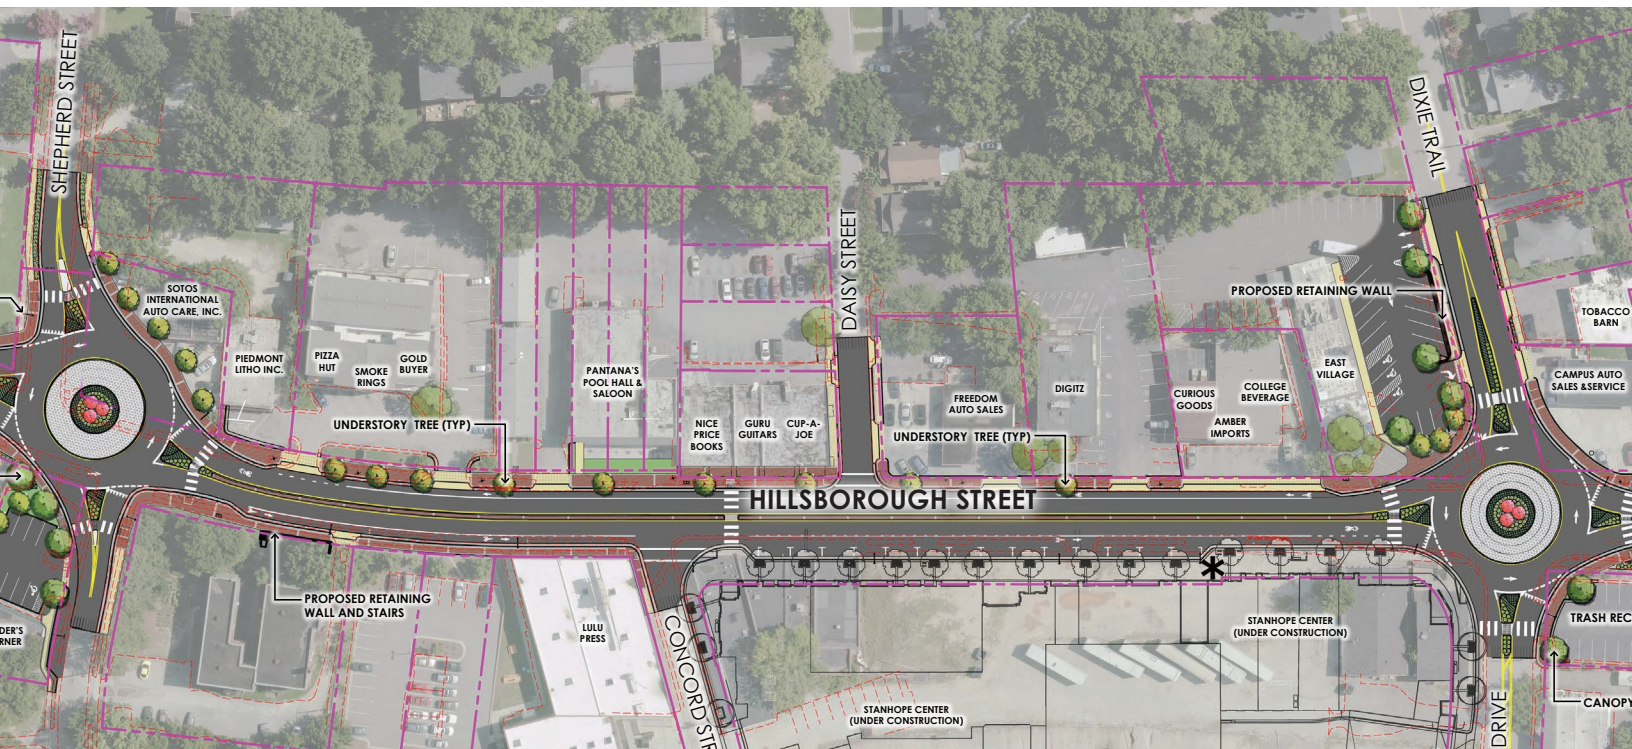 SHEPHERD STREET
DIXIE TRAIL
DAISY STREET
SOTOS
INTERNATIONAL
AUTO CARE, INC.
PROPOSED RETAINING WALL
TOBACCO
BARN
PIEDMONT
LITHO INC.
PIZZA
HUT
SMOKE
RINGS
GOLD
BUYER
PANTANA'S
POOL HALL &
SALOON
EAST
VILLAGE
CAMPUS AUTO
SALES &SERVICE
DIGITZ
FREEDOM
AUTO SALES
CURIOUS
GOODS
COLLEGE
BEVERAGE
AMBER
IMPORTS
UNDERSTORY TREE (TYP)
NICE
PRICE
BOOKS
GURU
GUITARS
CUP-A-
JOE
UNDERSTORY TREE (TYP)
HILLSBOROUGH STREET
*
PROPOSED RETAINING
WALL AND STAIRS
LULU
PRESS
CONCORD STR
STANHOPE CENTER
(UNDER CONSTRUCTION)
TRASH REC
DER'S
RNER
STANHOPE CENTER
(UNDER CONSTRUCTION)
DRIVE
CANOPY